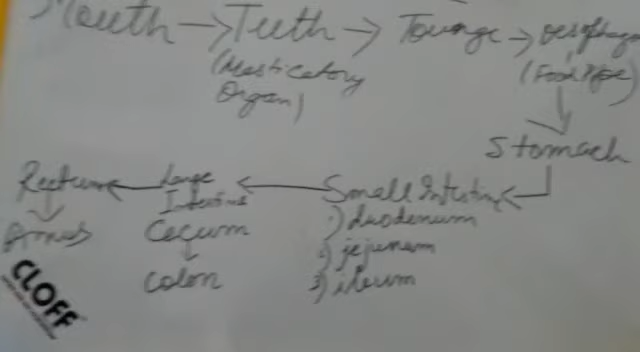 Mouth → Teeth → Tounge → oesophagus
(Masticatory Organ)
(Food Pipe)
Stomach
Rectum ← Large Intestine ← Small Intestine
Annus
Cecum
1) duodenum
2) jejunum
Colon
3) ileum
CLOFF